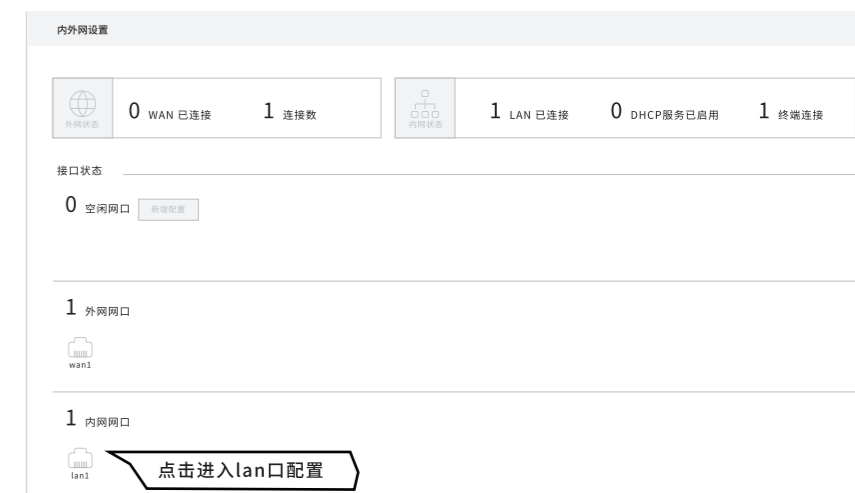 内外网设置
外网状态
0 WAN 已连接 1 连接数
内网状态
1 LAN 已连接 0 DHCP服务已启用 1 终端连接
接口状态
0 空闲网口 新增配置
1 外网网口
wan1
1 内网网口
lan1
点击进入lan口配置